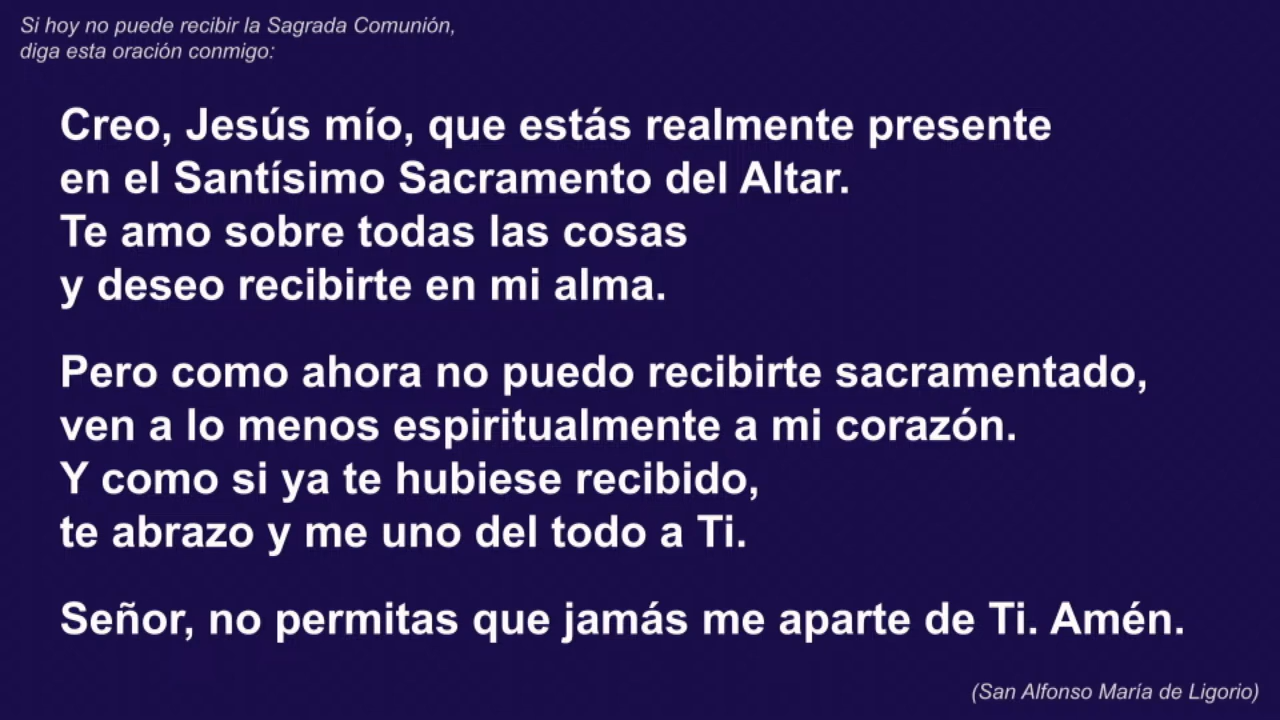 Si hoy no puede recibir la Sagrada Comunión,
diga esta oración conmigo:
Creo, Jesús mío, que estás realmente presente
en el Santísimo Sacramento del Altar.
Te amo sobre todas las cosas
y deseo recibirte en mi alma.
Pero como ahora no puedo recibirte sacramentado,
ven a lo menos espiritualmente a mi corazón.
Y como si ya te hubiese recibido,
te abrazo y me uno del todo a Ti.
Señor, no permitas que jamás me aparte de Ti. Amén.
(San Alfonso María de Ligorio)